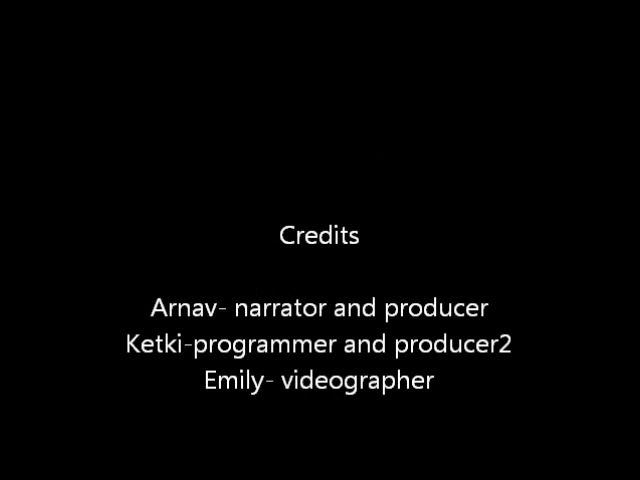 Credits
Arnav- narrator and producer
Ketki-programmer and producer2
Emily- videographer